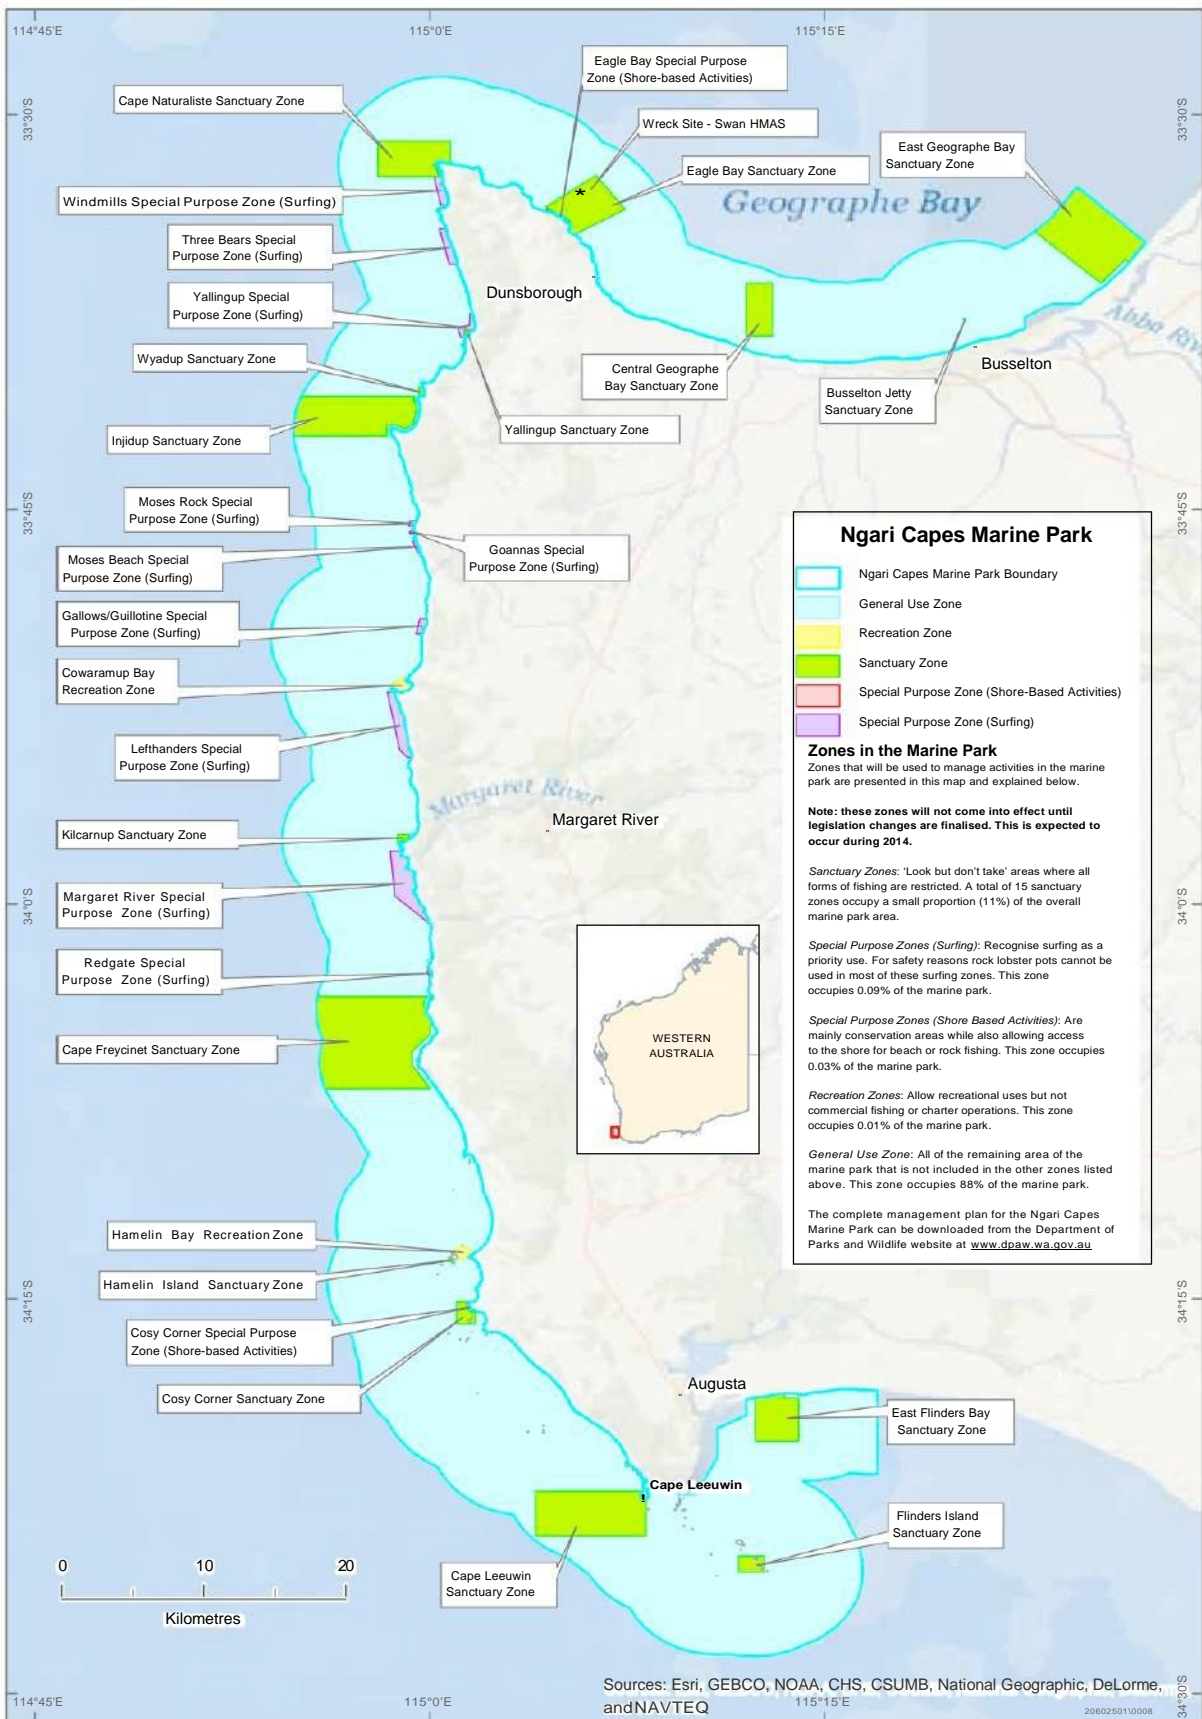 114°45'E
115°0'E
115°15'E
33°30'S
33°30'S
Eagle Bay Special Purpose
Zone (Shore-based Activities)
Cape Naturaliste Sanctuary Zone
Wreck Site - Swan HMAS
East Geographe Bay
Sanctuary Zone
Eagle Bay Sanctuary Zone
Windmills Special Purpose Zone (Surfing)
Geographe Bay
Three Bears Special
Purpose Zone (Surfing)
Dunsborough
Yallingup Special
Purpose Zone (Surfing)
Abba River
Wyadup Sanctuary Zone
Central Geographe
Bay Sanctuary Zone
Busselton
Busselton Jetty
Sanctuary Zone
Injidup Sanctuary Zone
Yallingup Sanctuary Zone
33°45'S
33°45'S
Moses Rock Special
Purpose Zone (Surfing)
Goannas Special
Purpose Zone (Surfing)
Moses Beach Special
Purpose Zone (Surfing)
Gallows/Guillotine Special
Purpose Zone (Surfing)
Cowaramup Bay
Recreation Zone
Lefthanders Special
Purpose Zone (Surfing)
Margaret River
Margaret River
Kilcarnup Sanctuary Zone
Margaret River Special
Purpose Zone (Surfing)
34°0'S
34°0'S
Redgate Special
Purpose Zone (Surfing)
Cape Freycinet Sanctuary Zone
Ngari Capes Marine Park
Ngari Capes Marine Park Boundary
General Use Zone
Recreation Zone
Sanctuary Zone
Special Purpose Zone (Shore-Based Activities)
Special Purpose Zone (Surfing)
Zones in the Marine Park
Zones that will be used to manage activities in the marine
park are presented in this map and explained below.
Note: these zones will not come into effect until
legislation changes are finalised. This is expected to
occur during 2014.
Sanctuary Zones: ‘Look but don’t take’ areas where all
forms of fishing are restricted. A total of 15 sanctuary
zones occupy a small proportion (11%) of the overall
marine park area.
Special Purpose Zones (Surfing): Recognise surfing as a
priority use. For safety reasons rock lobster pots cannot be
used in most of these surfing zones. This zone
occupies 0.09% of the marine park.
Special Purpose Zones (Shore Based Activities): Are
mainly conservation areas while also allowing access
to the shore for beach or rock fishing. This zone occupies
0.03% of the marine park.
Recreation Zones: Allow recreational uses but not
commercial fishing or charter operations. This zone
occupies 0.01% of the marine park.
General Use Zone: All of the remaining area of the
marine park that is not included in the other zones listed
above. This zone occupies 88% of the marine park.
The complete management plan for the Ngari Capes
Marine Park can be downloaded from the Department of
Parks and Wildlife website at www.dpaw.wa.gov.au
WESTERN
AUSTRALIA
Hamelin Bay Recreation Zone
Hamelin Island Sanctuary Zone
34°15'S
34°15'S
Cosy Corner Special Purpose
Zone (Shore-based Activities)
Cosy Corner Sanctuary Zone
Augusta
East Flinders Bay
Sanctuary Zone
Cape Leeuwin
Flinders Island
Sanctuary Zone
Cape Leeuwin
Sanctuary Zone
0 10 20
Kilometres
Sources: Esri, GEBCO, NOAA, CHS, CSUMB, National Geographic, DeLorme,
and NAVTEQ
114°45'E
115°0'E
115°15'E
34°30'S
20602501\0008